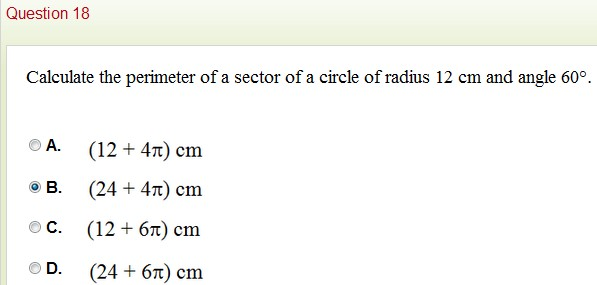 Question 18
Calculate the perimeter of a sector of a circle of radius 12 cm and angle 60°.
A. (12 + 4π) cm
B. (24 + 4π) cm
C. (12 + 6π) cm
D. (24 + 6π) cm